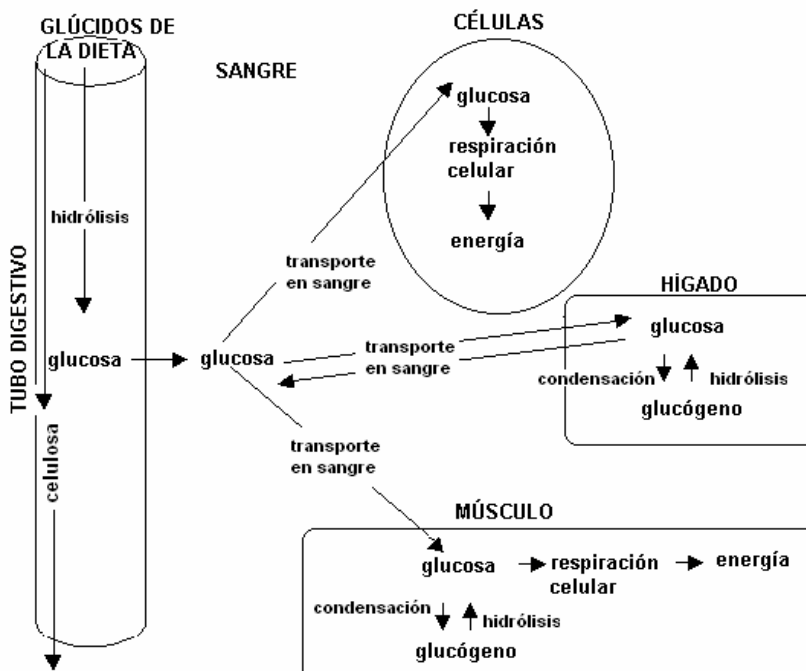 GLÚCIDOS DE
LA DIETA
SANGRE
CÉLULAS
glucosa
respiración
celular
energía
hidrólisis
TUBO DIGESTIVO
transporte
en sangre
HÌGADO
glucosa
condensación
hidrólisis
glucógeno
glucosa
glucosa
transporte
en sangre
celulosa
transporte
en sangre
MÚSCULO
glucosa
respiración
celular
energía
condensación
hidrólisis
glucógeno